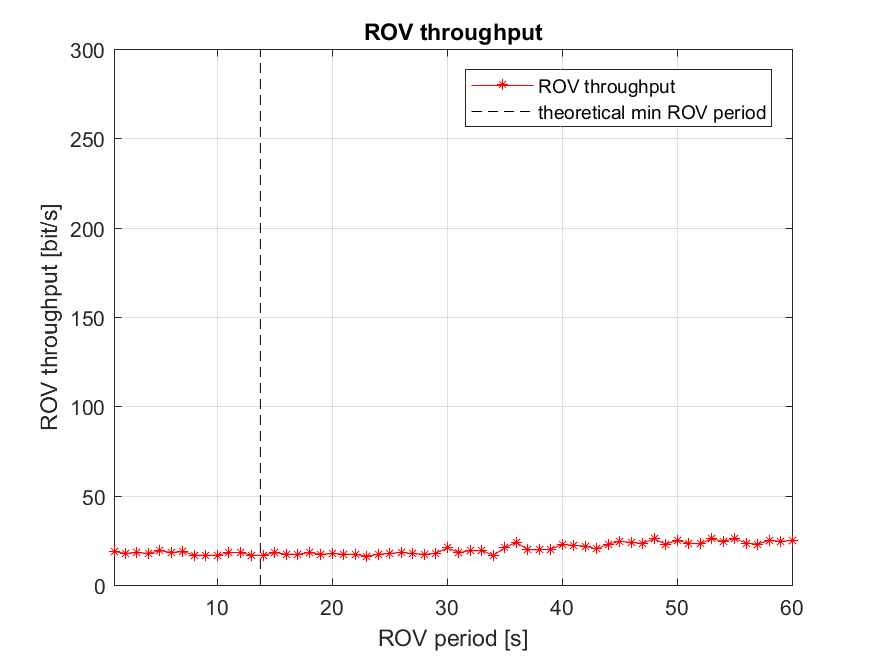 ROV throughput
300
250
200
150
100
50
0
ROV throughput [bit/s]
ROV throughput
theoretical min ROV period
10
20
30
40
50
60
ROV period [s]